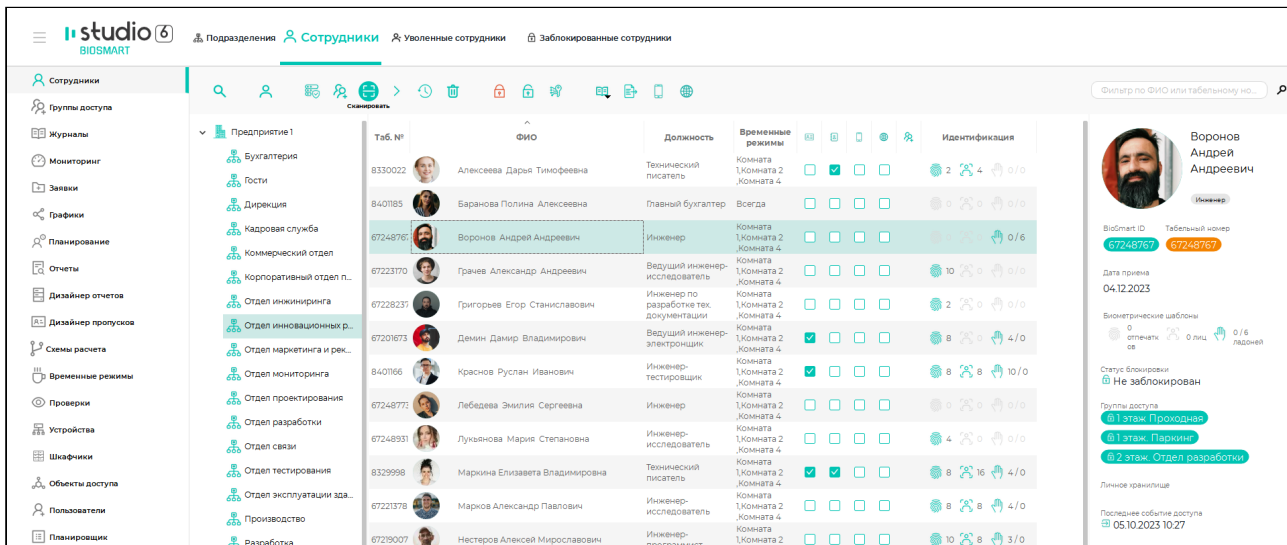 studio 6
BIOSMART
Подразделения Сотрудники Уволенные сотрудники Заблокированные сотрудники
Сотрудники
Группы доступа
Журналы
Мониторинг
Заявки
Графики
Планирование
Отчеты
Дизайнер отчетов
Дизайнер пропусков
Схемы расчета
Временные режимы
Проверки
Устройства
Шкафчики
Объекты доступа
Пользователи
Планировщик
Сканировать
Фильтр по ФИО или табельному но...
Предприятие 1
Бухгалтерия
Гости
Дирекция
Кадровая служба
Коммерческий отдел
Корпоративный отдел п...
Отдел инжиниринга
Отдел инновационных р...
Отдел маркетинга и рек...
Отдел мониторинга
Отдел проектирования
Отдел разработки
Отдел связи
Отдел тестирования
Отдел эксплуатации зда...
Производство
Разработка
Таб. № ФИО Должность Временные режимы Идентификация
8330022 Алексеева Дарья Тимофеевна Технический писатель Комната 1,Комната 2 ,Комната 4 2 4 0/0
8401185 Баранова Полина Алексеевна Главный бухгалтер Всегда 0 0 0/0
67248767 Воронов Андрей Андреевич Инженер Комната 1,Комната 2 ,Комната 4 0/6
67223170 Грачев Александр Андреевич Ведущий инженер-исследователь Комната 1,Комната 2 ,Комната 4 10 0 0/0
67228237 Григорьев Егор Станиславович Инженер по разработке тех. документации Комната 1,Комната 2 ,Комната 4 2 0 0/0
67201673 Демин Дамир Владимирович Ведущий инженер-электронщик Комната 1,Комната 2 ,Комната 4 8 0 4/0
8401166 Краснов Руслан Иванович Инженер-тестировщик Комната 1,Комната 2 ,Комната 4 8 8 10/0
67248773 Лебедева Эмилия Сергеевна Инженер Комната 1,Комната 2 ,Комната 4 0 0 0/0
67248931 Лукьянова Мария Степановна Инженер-исследователь Комната 1,Комната 2 ,Комната 4 4 0 0/0
8329998 Маркина Елизавета Владимировна Технический писатель Комната 1,Комната 2 ,Комната 4 8 16 4/0
67221378 Марков Александр Павлович Инженер-исследователь Комната 1,Комната 2 ,Комната 4 8 8 4/0
67219007 Нестеров Алексей Мирославович Инженер-программист Комната 1,Комната 2 10 8 3/0
Воронов
Андрей
Андреевич
Инженер
BioSmart ID Табельный номер
67248767 67248767
Дата приема
04.12.2023
Биометрические шаблоны
0 отпечатков 0 лиц 0/6 ладоней
Статус блокировки
Не заблокирован
Группы доступа
1 этаж Проходная
1 этаж. Паркинг
2 этаж. Отдел разработки
Личное хранилище
Последнее событие доступа
05.10.2023 10:27